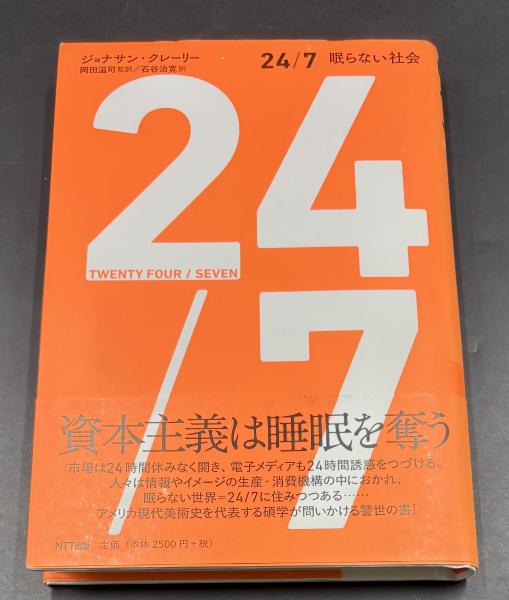 ジョナサン・クレーリー
岡田温司 監訳/石谷治寛 訳
24/7 眠らない社会
24
TWENTY FOUR / SEVEN
/7
資本主義は睡眠を奪う
市場は24時間休みなく開き、電子メディアも24時間誘惑をつづける。
人々は情報やイメージの生産・消費機構の中におかれ、
眠らない世界=24/7に住みつつある……
アメリカ現代美術史を代表する碩学が問いかける警世の書!
NTT出版 定価(本体2500円+税)